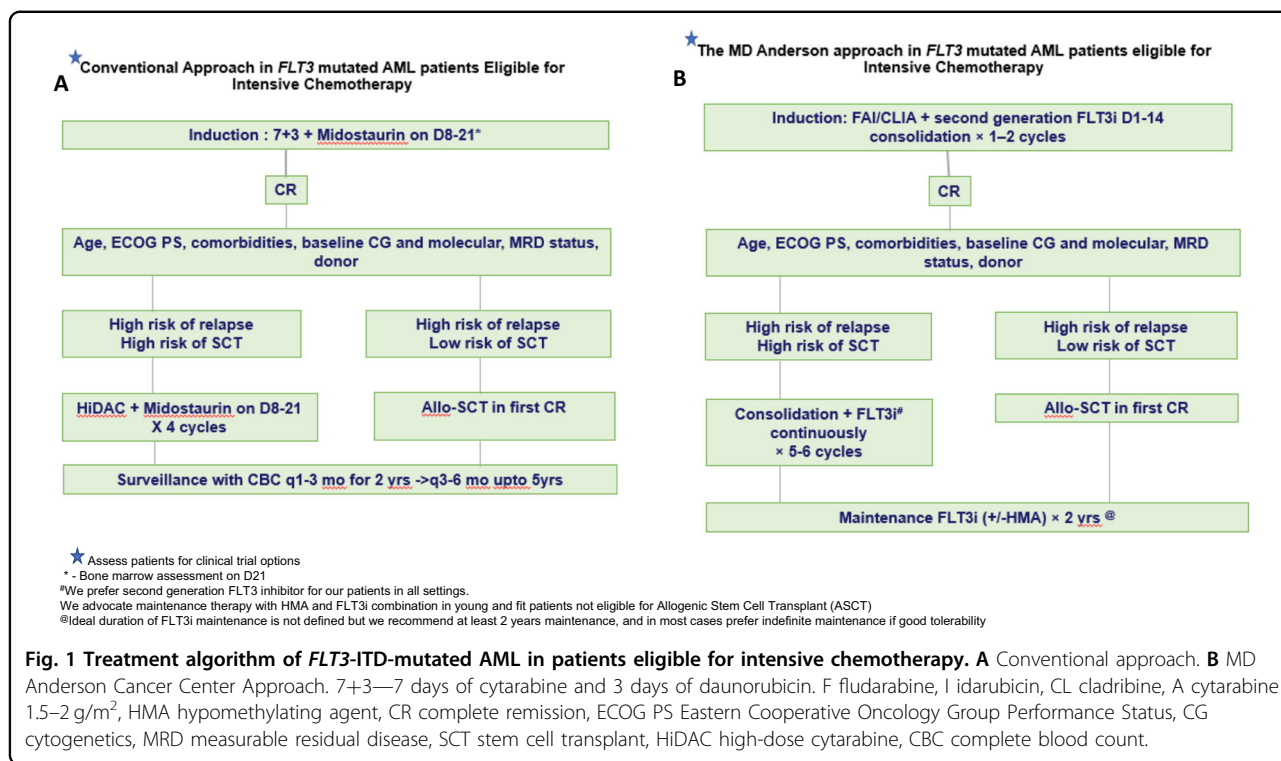 ★Conventional Approach in FLT3 mutated AML patients Eligible for
A
Intensive Chemotherapy
Induction : 7+3 + Midostaurin on D8-21*
CR
Age, ECOG PS, comorbidities, baseline CG and molecular, MRD status,
donor
High risk of relapse
High risk of SCT
High risk of relapse
Low risk of SCT
HiDAC + Midostaurin on D8-21
X 4 cycles
Allo-SCT in first CR
Surveillance with CBC q1-3 mo for 2 yrs ->q3-6 mo upto 5yrs
★The MD Anderson approach in FLT3 mutated AML patients eligible for
B
Intensive Chemotherapy
Induction: FAI/CLIA + second generation FLT3i D1-14
consolidation × 1–2 cycles
CR
Age, ECOG PS, comorbidities, baseline CG and molecular, MRD
status, donor
High risk of relapse
High risk of SCT
High risk of relapse
Low risk of SCT
Consolidation + FLT3i#
continuously
× 5-6 cycles
Allo-SCT in first CR
Maintenance FLT3i (+/-HMA) × 2 yrs @
★ Assess patients for clinical trial options
* - Bone marrow assessment on D21
#We prefer second generation FLT3 inhibitor for our patients in all settings.
We advocate maintenance therapy with HMA and FLT3i combination in young and fit patients not eligible for Allogenic Stem Cell Transplant (ASCT)
@Ideal duration of FLT3i maintenance is not defined but we recommend at least 2 years maintenance, and in most cases prefer indefinite maintenance if good tolerability
Fig. 1 Treatment algorithm of FLT3-ITD-mutated AML in patients eligible for intensive chemotherapy. A Conventional approach. B MD
Anderson Cancer Center Approach. 7+3—7 days of cytarabine and 3 days of daunorubicin. F fludarabine, I idarubicin, CL cladribine, A cytarabine
1.5–2 g/m², HMA hypomethylating agent, CR complete remission, ECOG PS Eastern Cooperative Oncology Group Performance Status, CG
cytogenetics, MRD measurable residual disease, SCT stem cell transplant, HiDAC high-dose cytarabine, CBC complete blood count.